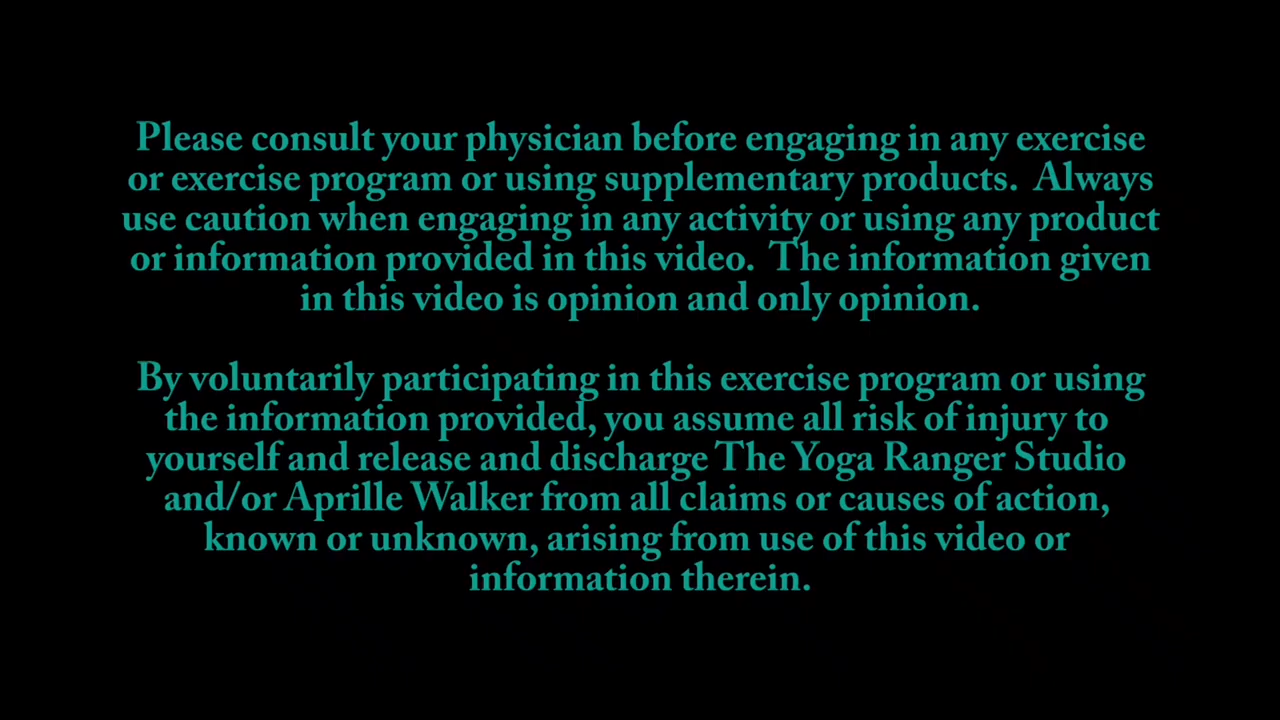 Please consult your physician before engaging in any exercise
or exercise program or using supplementary products.  Always
use caution when engaging in any activity or using any product
or information provided in this video.  The information given
in this video is opinion and only opinion.
By voluntarily participating in this exercise program or using
the information provided, you assume all risk of injury to
yourself and release and discharge The Yoga Ranger Studio
and/or Aprille Walker from all claims or causes of action,
known or unknown, arising from use of this video or
information therein.